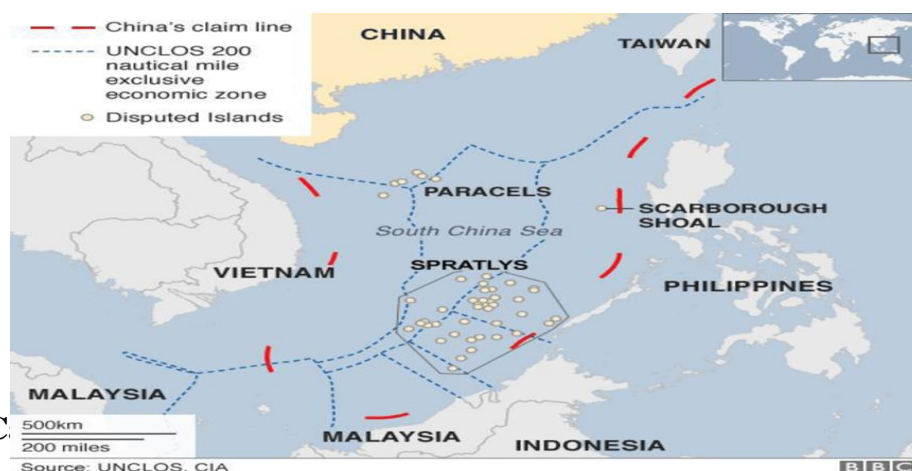 China's claim line
UNCLOS 200
nautical mile
exclusive
economic zone
Disputed Islands
CHINA
TAIWAN
PARACELS
SCARBOROUGH
SHOAL
South China Sea
SPRATLYS
VIETNAM
PHILIPPINES
MALAYSIA
C
500km
200 miles
MALAYSIA
INDONESIA
Source: UNCLOS, CIA
BBC